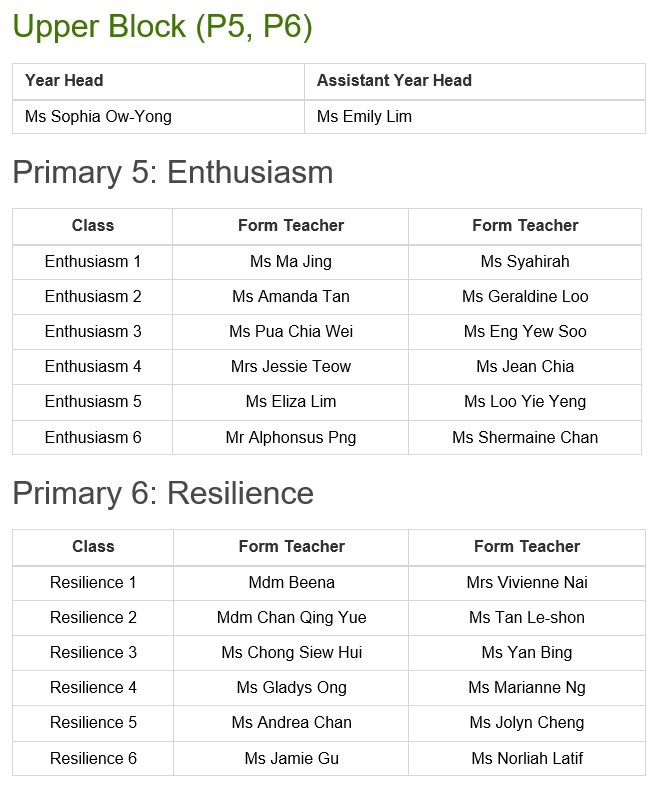 Upper Block (P5, P6)
Year Head Assistant Year Head
Ms Sophia Ow-Yong Ms Emily Lim
Primary 5: Enthusiasm
Class Form Teacher Form Teacher
Enthusiasm 1 Ms Ma Jing Ms Syahirah
Enthusiasm 2 Ms Amanda Tan Ms Geraldine Loo
Enthusiasm 3 Ms Pua Chia Wei Ms Eng Yew Soo
Enthusiasm 4 Mrs Jessie Teow Ms Jean Chia
Enthusiasm 5 Ms Eliza Lim Ms Loo Yie Yeng
Enthusiasm 6 Mr Alphonsus Png Ms Shermaine Chan
Primary 6: Resilience
Class Form Teacher Form Teacher
Resilience 1 Mdm Beena Mrs Vivienne Nai
Resilience 2 Mdm Chan Qing Yue Ms Tan Le-shon
Resilience 3 Ms Chong Siew Hui Ms Yan Bing
Resilience 4 Ms Gladys Ong Ms Marianne Ng
Resilience 5 Ms Andrea Chan Ms Jolyn Cheng
Resilience 6 Ms Jamie Gu Ms Norliah Latif